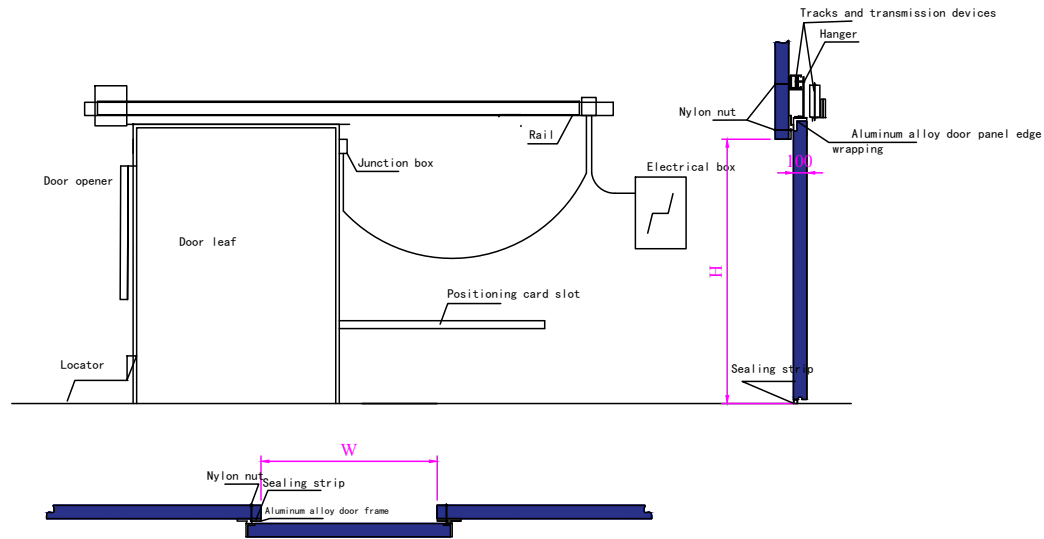 Tracks and transmission devices
Hanger
Nylon nut
Rail
Aluminum alloy door panel edge
wrapping
Junction box
Electrical box
100
Door opener
Door leaf
H
Positioning card slot
Locator
Sealing strip
W
Nylon nut
Sealing strip
Aluminum alloy door frame